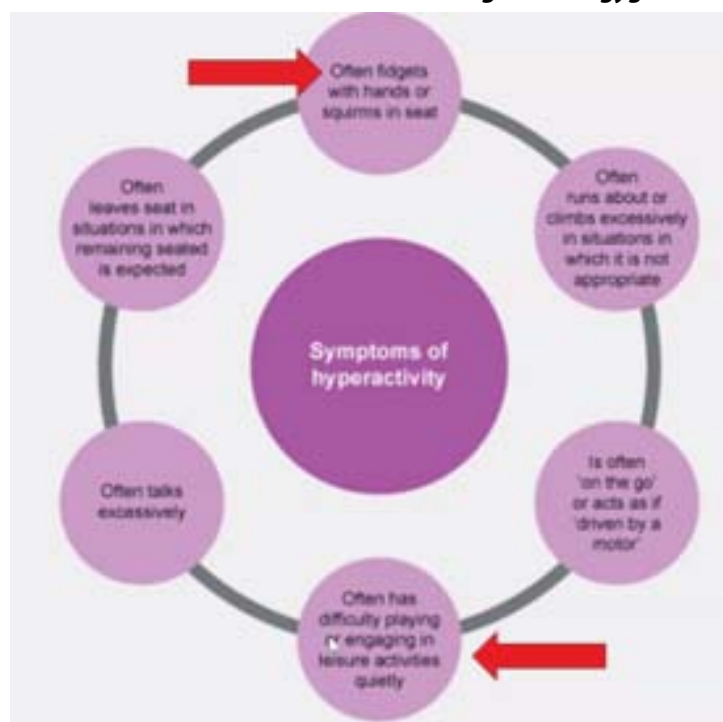 Often fidgets
with hands or
squirms in seat
Often
runs about or
climbs excessively
in situations in
which it is not
appropriate
Is often
'on the go'
or acts as if
'driven by a
motor'
Often has
difficulty playing
or engaging in
leisure activities
quietly
Often talks
excessively
Often
leaves seat in
situations in which
remaining seated
is expected
Symptoms of
hyperactivity